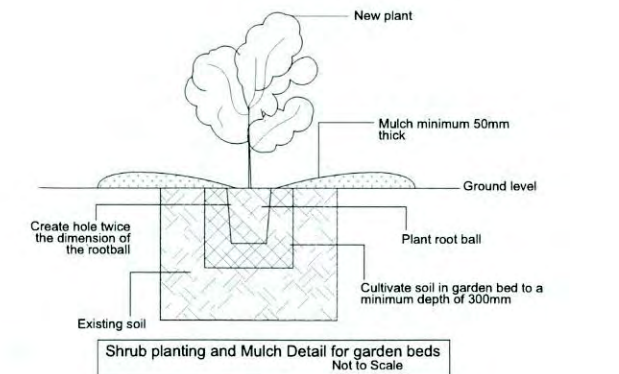 New plant
Mulch minimum 50mm
thick
Ground level
Create hole twice
the dimension of
the rootball
Plant root ball
Cultivate soil in garden bed to a
minimum depth of 300mm
Existing soil
Shrub planting and Mulch Detail for garden beds
Not to Scale